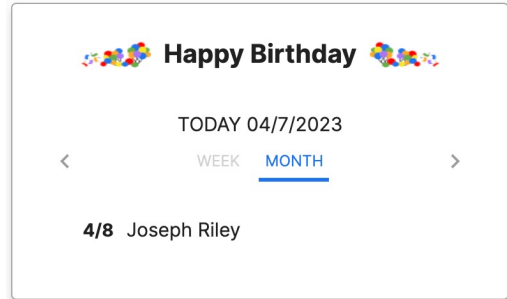 Happy Birthday
TODAY 04/7/2023
WEEK MONTH
4/8 Joseph Riley